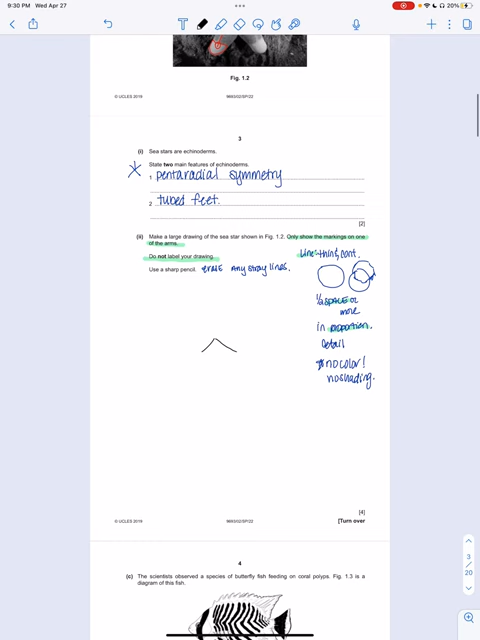 9:30 PM Wed Apr 27
20%
Fig. 1.2
© UCLES 2019
9693/02/SP/22
3
(i) Sea stars are echinoderms.
State two main features of echinoderms.
1 pentaradial symmetry
2 tubed feet.
[2]
(ii) Make a large drawing of the sea star shown in Fig. 1.2. Only show the markings on one of the arms.
Do not label your drawing.
Use a sharp pencil. erase any stray lines.
Lines thin, cont.
1/2 space or
more
in proportion.
Detail
* no color!
no shading.
[4]
© UCLES 2019
9693/02/SP/22
[Turn over
4
(c) The scientists observed a species of butterfly fish feeding on coral polyps. Fig. 1.3 is a
diagram of this fish.
3
/
20